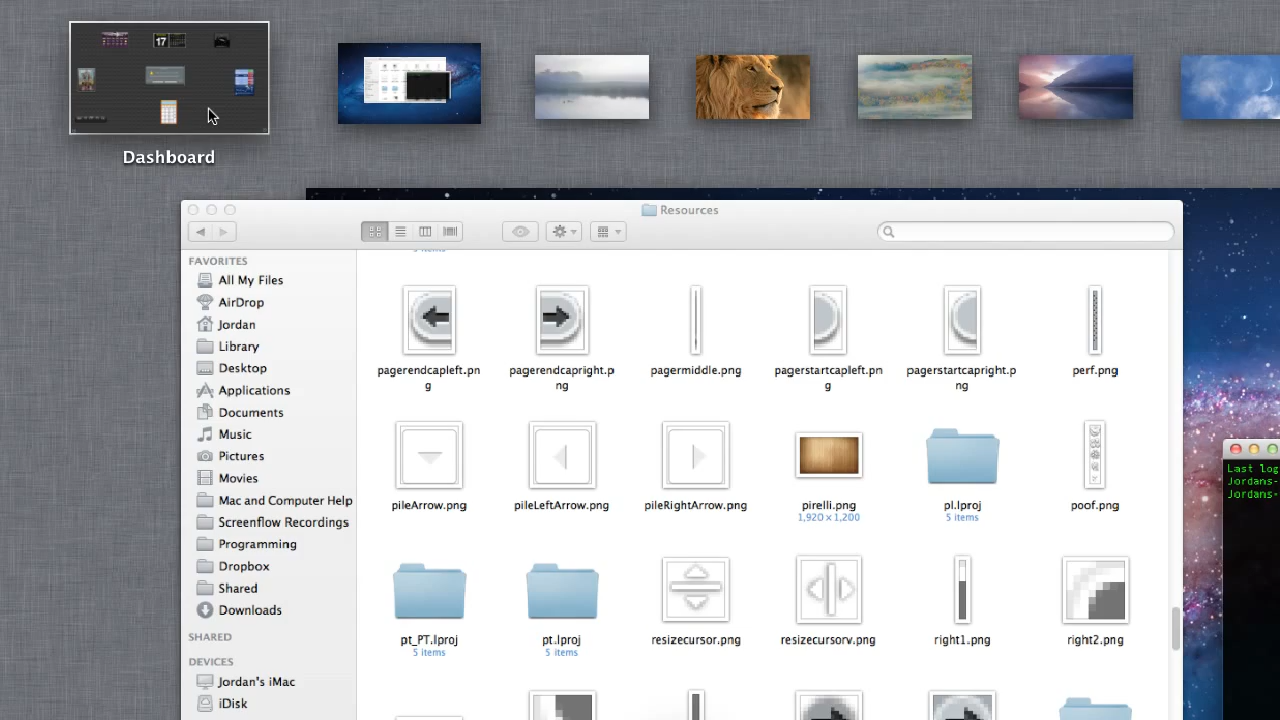 17
Dashboard
Resources
FAVORITES
All My Files
AirDrop
Jordan
Library
Desktop
Applications
Documents
Music
Pictures
Movies
Mac and Computer Help
Screenflow Recordings
Programming
Dropbox
Shared
Downloads
SHARED
DEVICES
Jordan's iMac
iDisk
pagerendcapleft.pn
g
pagerendcapright.p
ng
pagermiddle.png
pagerstartcapleft.pn
g
pagerstartcapright.p
ng
perf.png
pileArrow.png
pileLeftArrow.png
pileRightArrow.png
pirelli.png
1,920 × 1,200
pl.lproj
5 items
poof.png
pt_PT.lproj
5 items
pt.lproj
5 items
resizecursor.png
resizecursorv.png
right1.png
right2.png
Last log
Jordans-
Jordans-